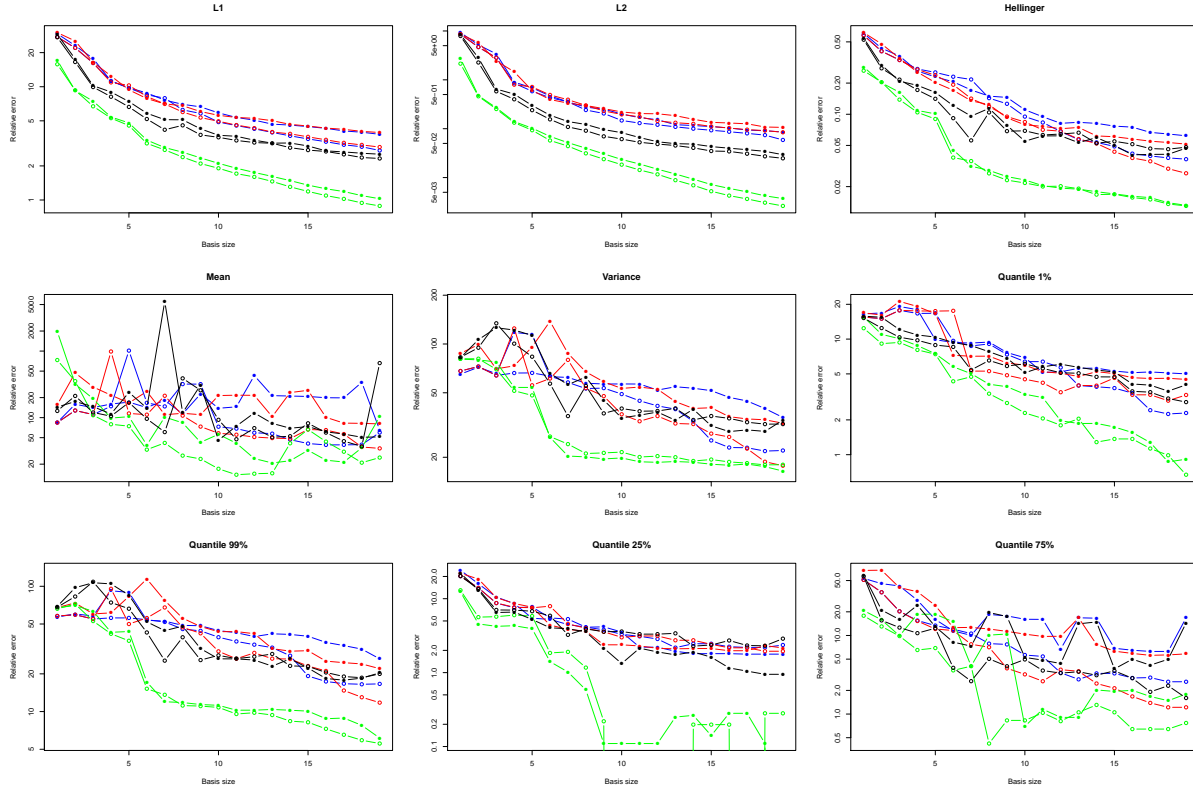 L1
Relative error
20
10
5
2
1
5
10
15
Basis size
L2
Relative error
5e+00
5e-01
5e-02
5e-03
5
10
15
Basis size
Hellinger
Relative error
0.50
0.20
0.10
0.05
0.02
5
10
15
Basis size
Mean
Relative error
5000
2000
500
200
100
50
20
5
10
15
Basis size
Variance
Relative error
200
100
50
20
5
10
15
Basis size
Quantile 1%
Relative error
20
10
5
2
1
5
10
15
Basis size
Quantile 99%
Relative error
100
50
20
10
5
5
10
15
Basis size
Quantile 25%
Relative error
20.0
10.0
5.0
2.0
1.0
0.5
0.2
0.1
5
10
15
Basis size
Quantile 75%
Relative error
50.0
20.0
10.0
5.0
2.0
1.0
0.5
5
10
15
Basis size